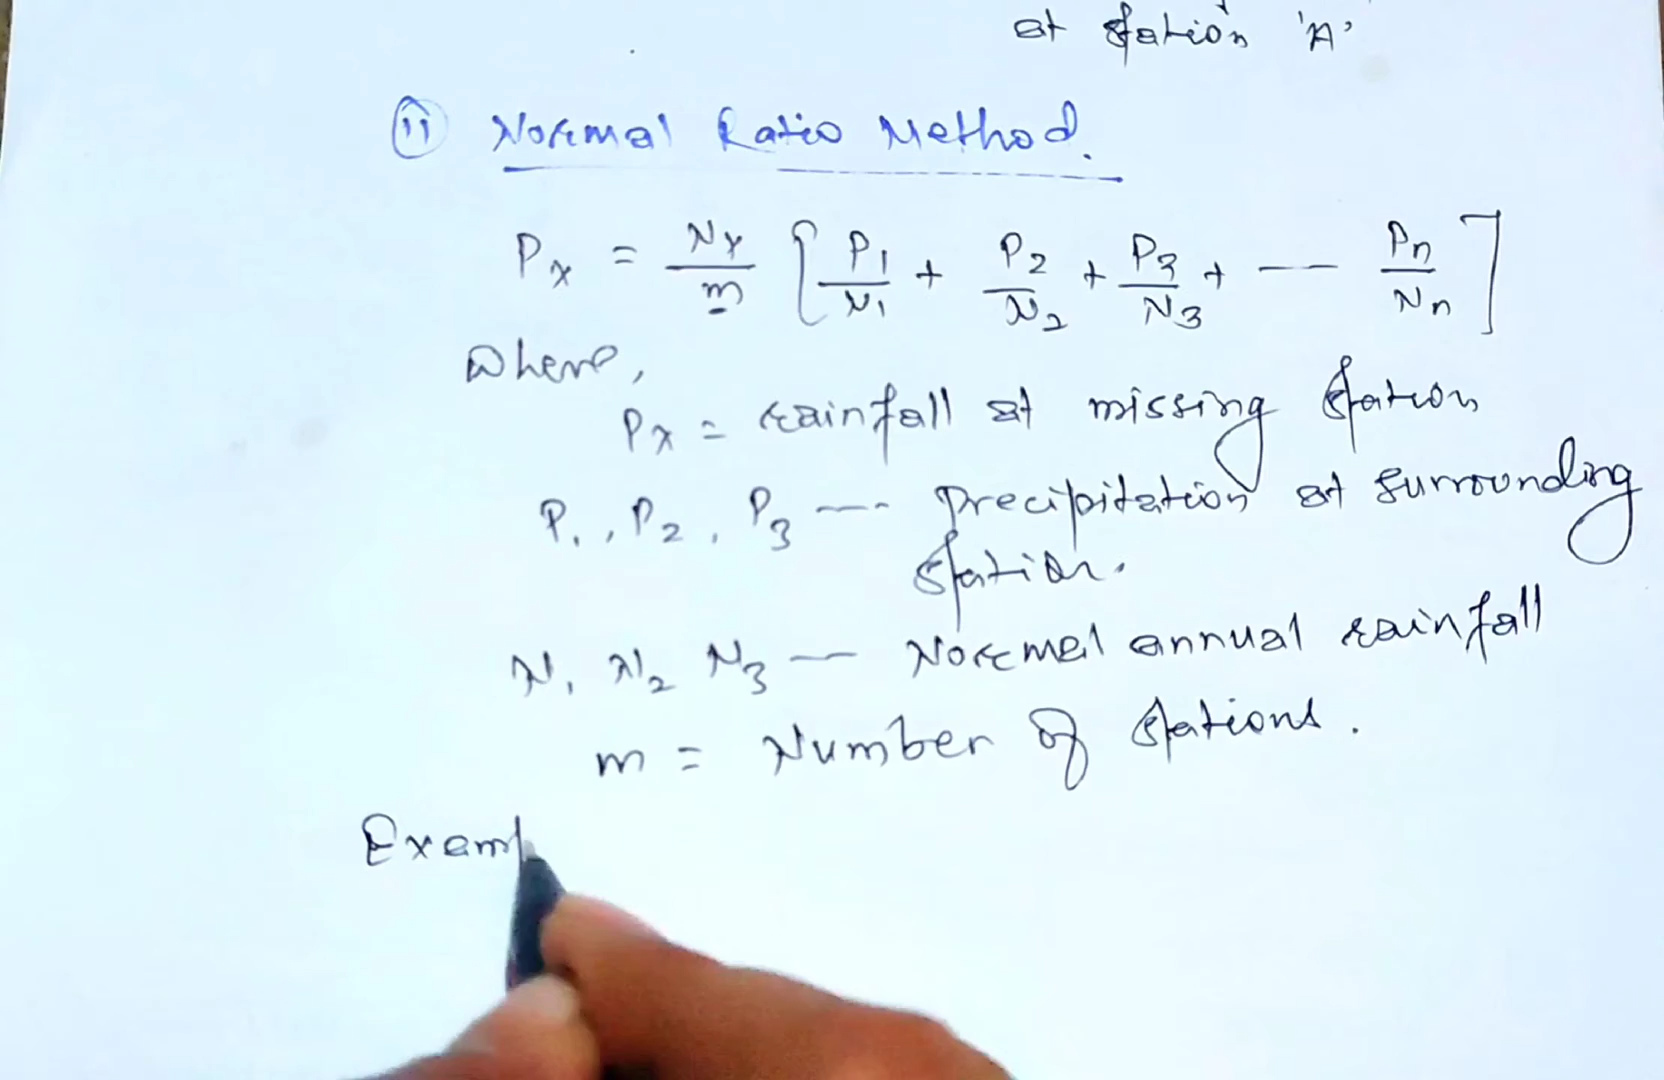 at station 'A'
(ii) Normal Ratio Method.
Px = Nx/m [P1/N1 + P2/N2 + P3/N3 + — Pn/Nn]
where,
Px = rainfall at missing station
P1, P2, P3 --- precipitation at surrounding
station.
N1 N2 N3 — Normal annual rainfall
m = Number of stations.
Examp